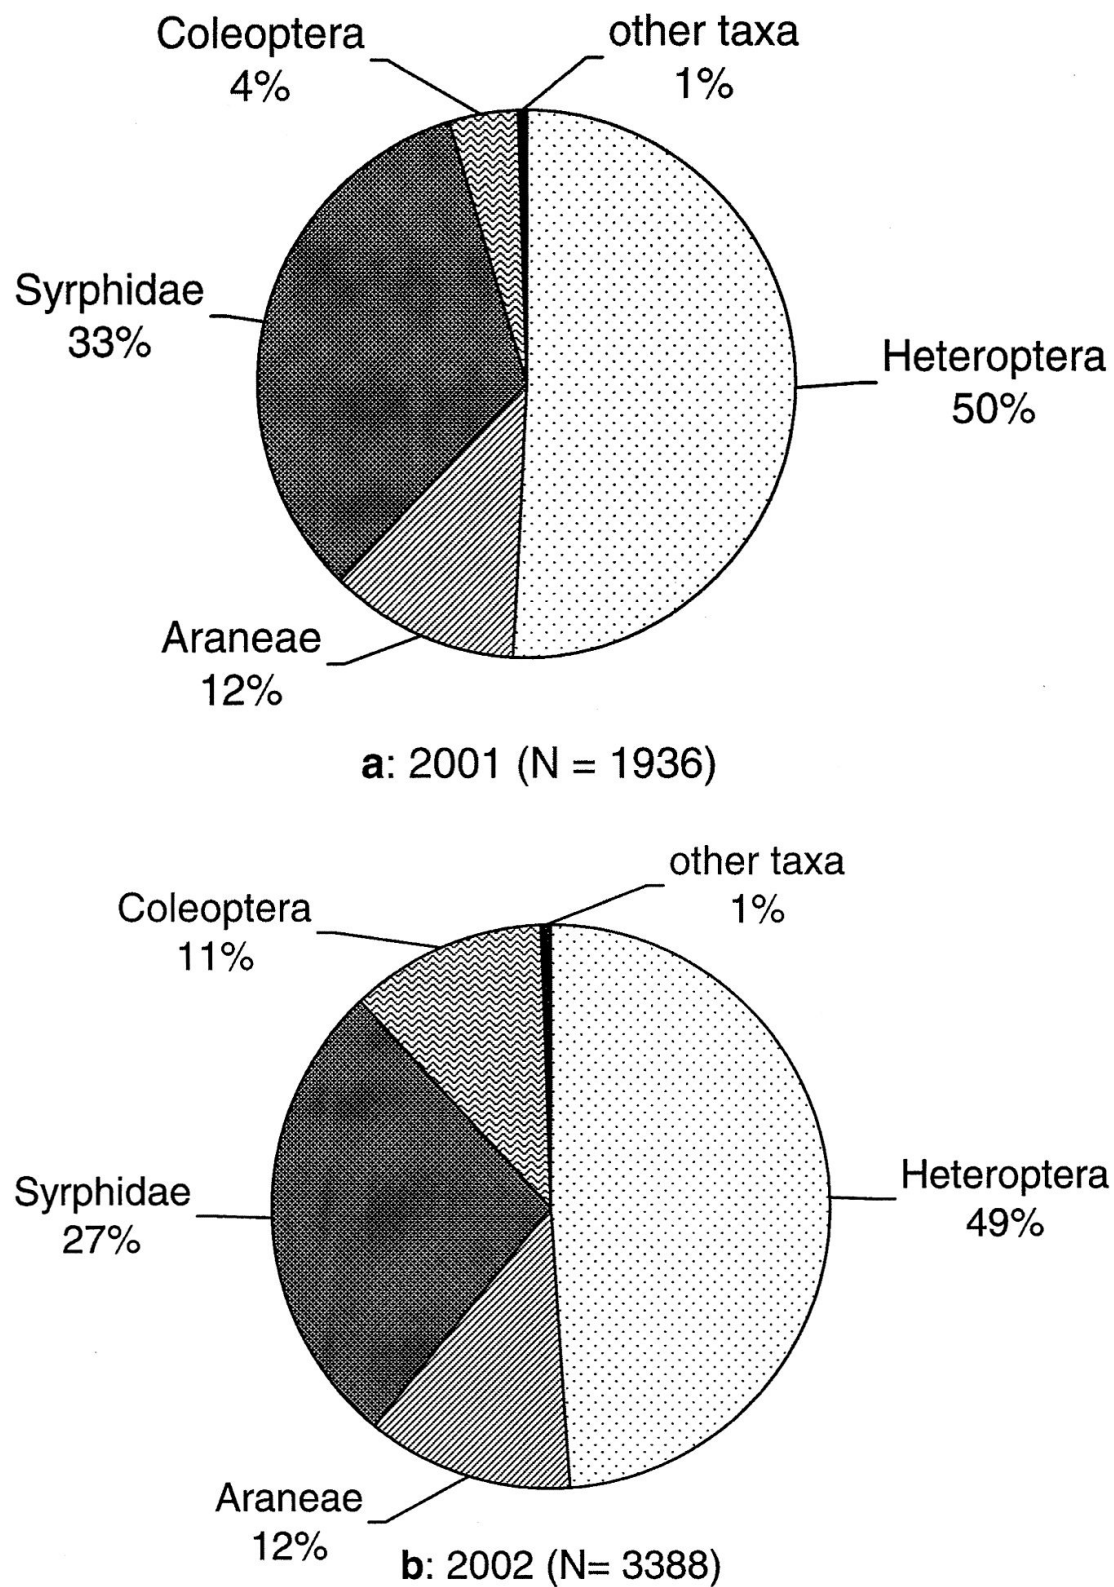 Coleoptera
4%
other taxa
1%
Syrphidae
33%
Heteroptera
50%
Araneae
12%
a: 2001 (N = 1936)
other taxa
1%
Coleoptera
11%
Syrphidae
27%
Heteroptera
49%
Araneae
12%
b: 2002 (N= 3388)